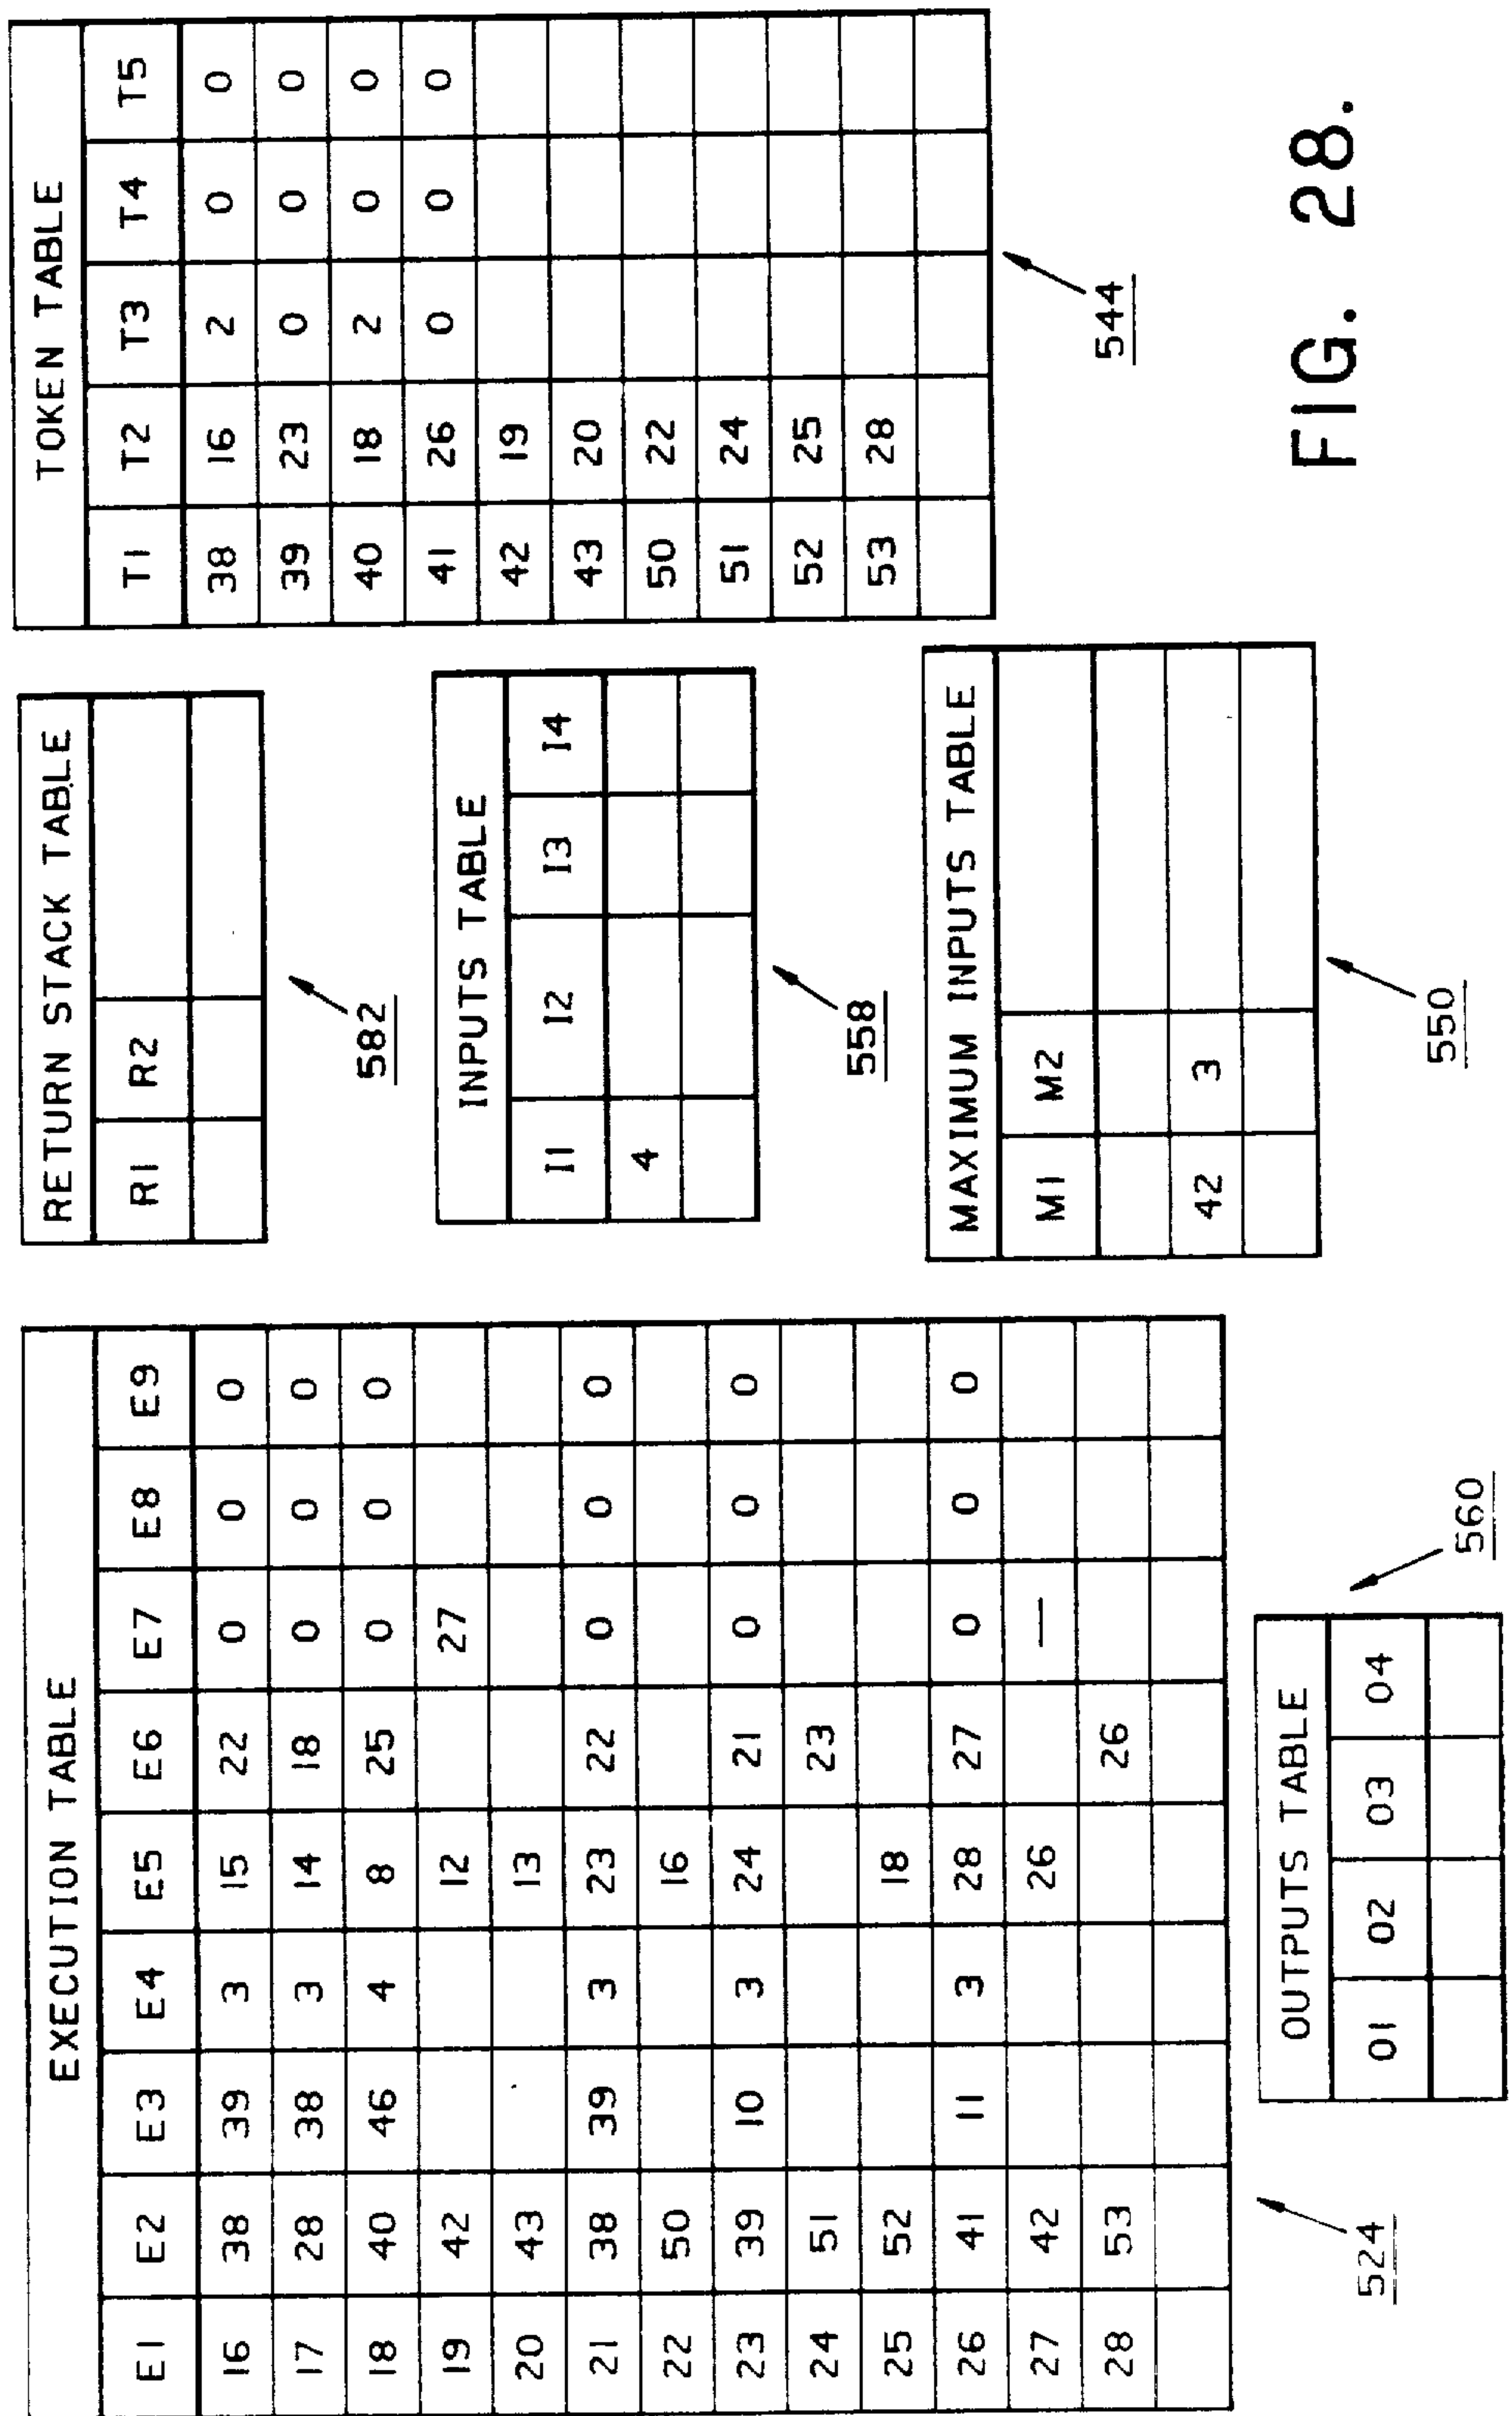 EXECUTION TABLE
E1 E2 E3 E4 E5 E6 E7 E8 E9
16 38 39 3 15 22 0 0 0
17 28 38 3 14 18 0 0 0
18 40 46 4 8 25 0 0 0
19 42 12 27
20 43 13
21 38 39 3 23 22 0 0 0
22 50 16
23 39 10 3 24 21 0 0 0
24 51 23
25 52 18
26 41 11 3 28 27 0 0 0
27 42 26 —
28 53 26
524
OUTPUTS TABLE
O1 O2 O3 O4
560
RETURN STACK TABLE
R1 R2
582
INPUTS TABLE
I1 I2 I3 I4
4
558
MAXIMUM INPUTS TABLE
M1 M2
42 3
550
TOKEN TABLE
T1 T2 T3 T4 T5
38 16 2 0 0
39 23 0 0 0
40 18 2 0 0
41 26 0 0 0
42 19
43 20
50 22
51 24
52 25
53 28
544
FIG. 28.